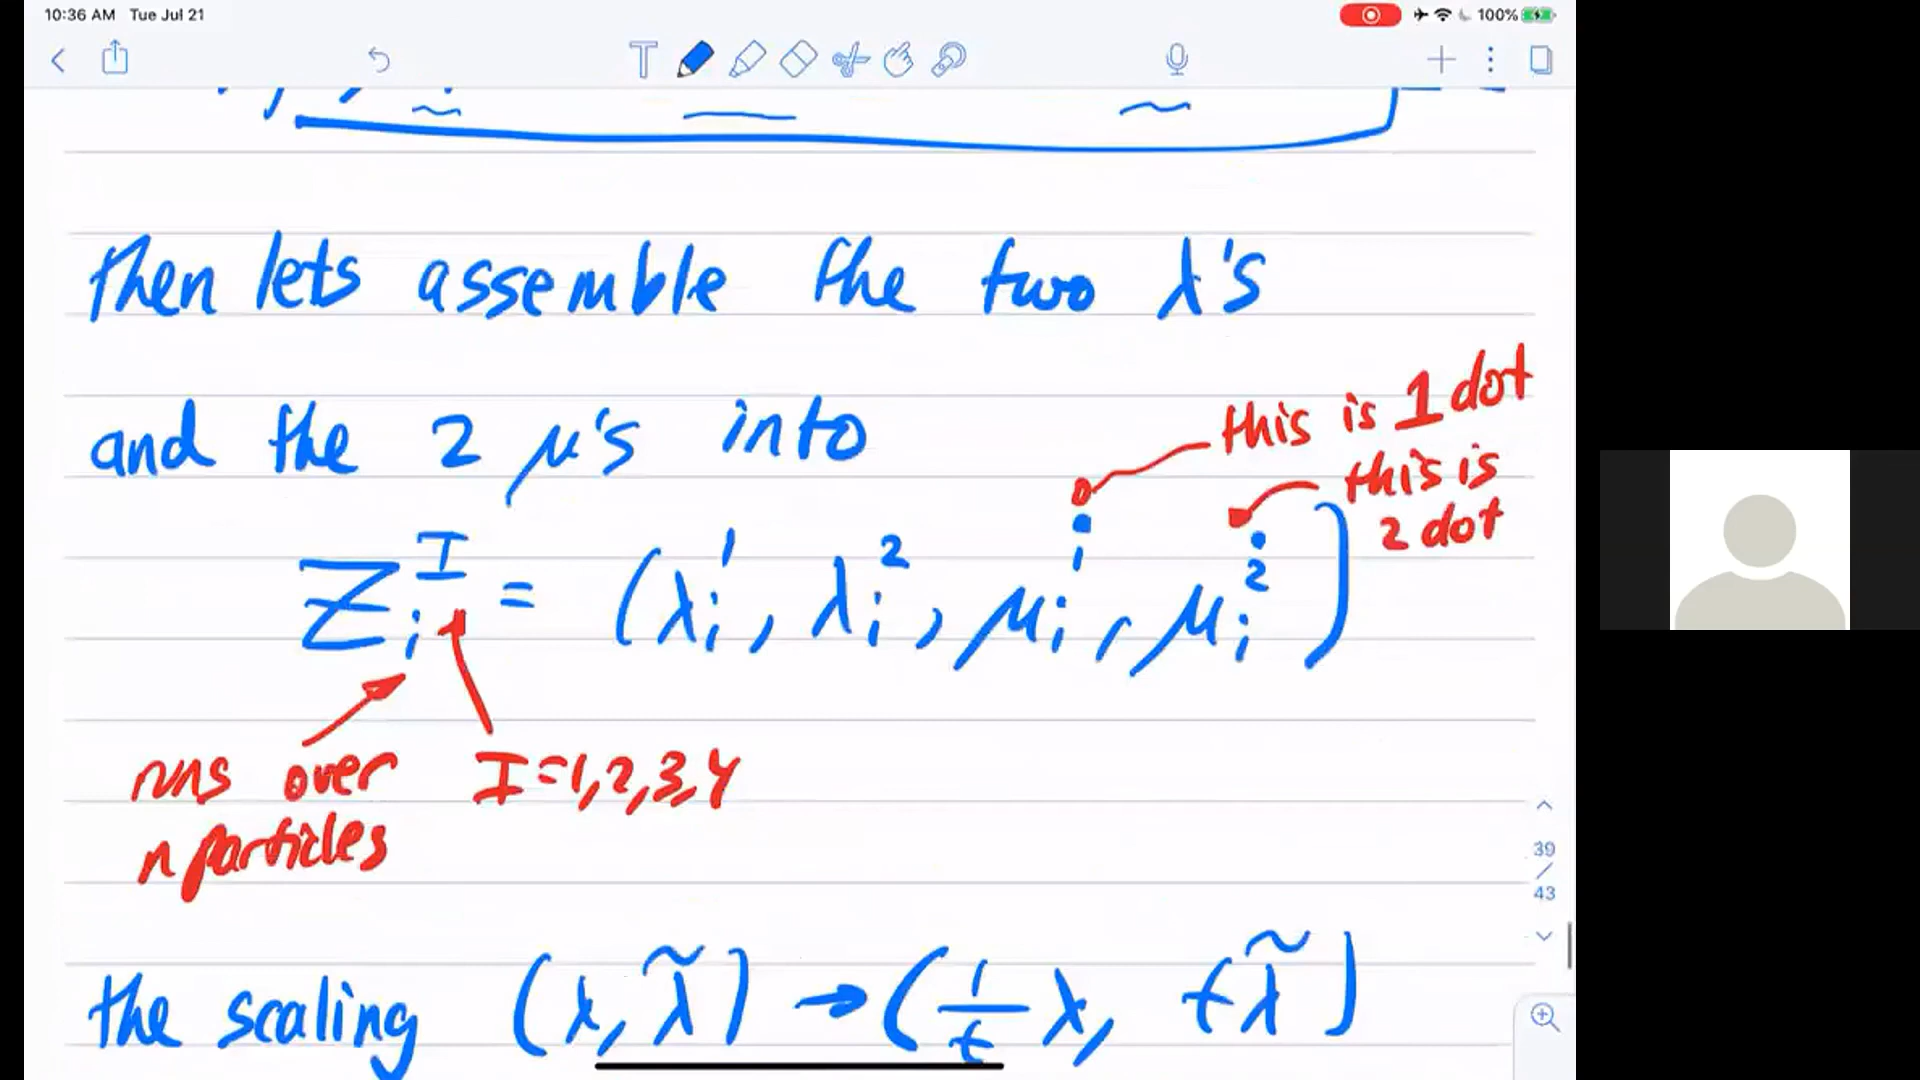 10:36 AM Tue Jul 21
100%
T
then lets assemble the two λ's
and the 2 μ's into
this is 1 dot
this is
2 dot
Z_i^I = (λ_i^1, λ_i^2, μ_i^{\dot{1}}, μ_i^{\dot{2}})
runs over
n particles
I=1,2,3,4
39
/
43
the scaling (λ, λ̃) → (1/t λ, t λ̃)